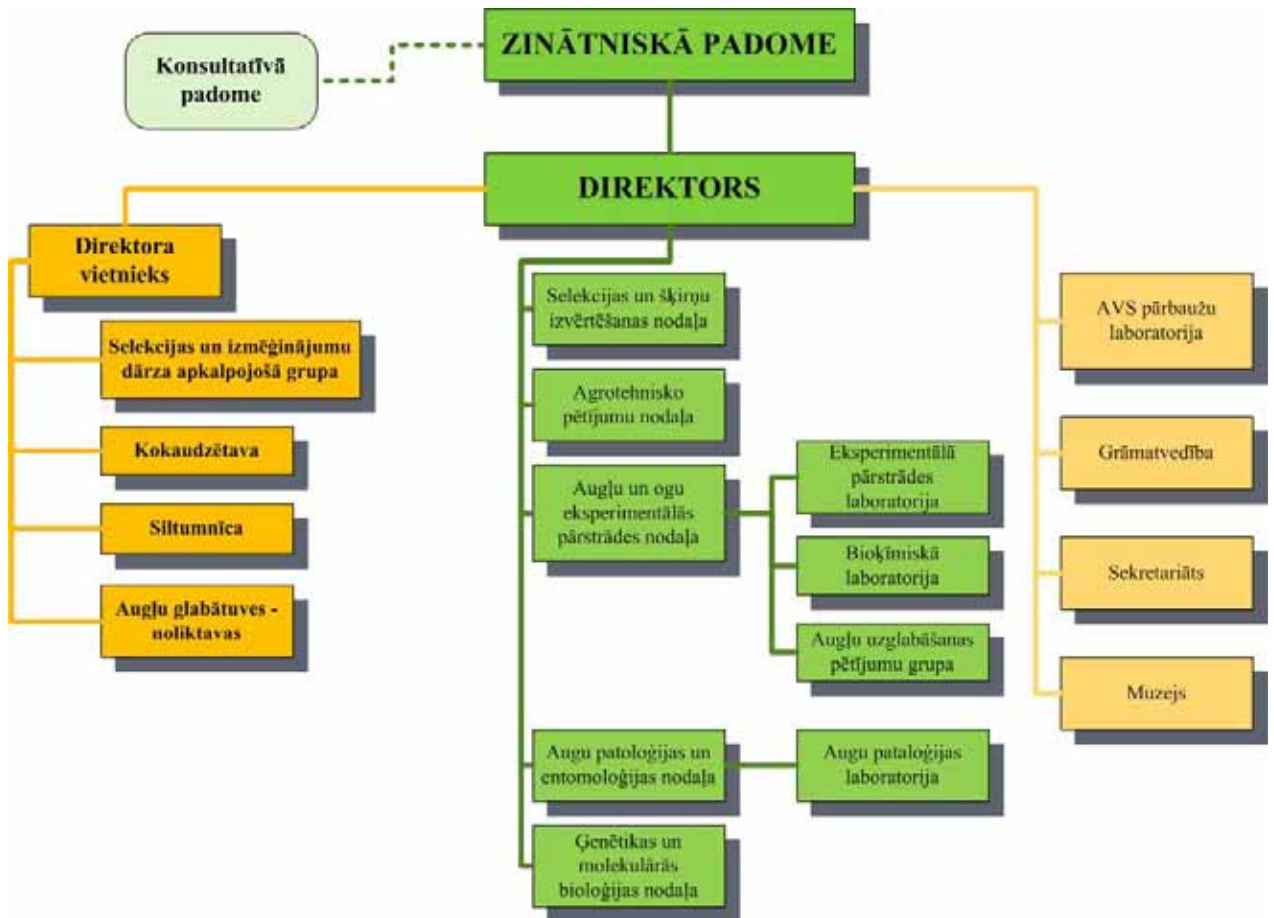 ZINĀTNISKĀ PADOME
Konsultatīvā
padome
DIREKTORS
Direktora
vietnieks
Selekcijas un izmēģinājumu
dārza apkalpojošā grupa
Kokaudzētava
Siltumnīca
Augļu glabātuves -
noliktavas
Selekcijas un šķirņu
izvērtēšanas nodaļa
Agrotehnisko
pētījumu nodaļa
Augļu un ogu
eksperimentālās
pārstrādes nodaļa
Eksperimentālā
pārstrādes
laboratorija
Bioķīmiskā
laboratorija
Augļu uzglabāšanas
pētījumu grupa
Augu patoloģijas un
entomoloģijas nodaļa
Augu pataloģijas
laboratorija
Ģenētikas un
molekulārās
bioloģijas nodaļa
AVS pārbaužu
laboratorija
Grāmatvedība
Sekretariāts
Muzejs